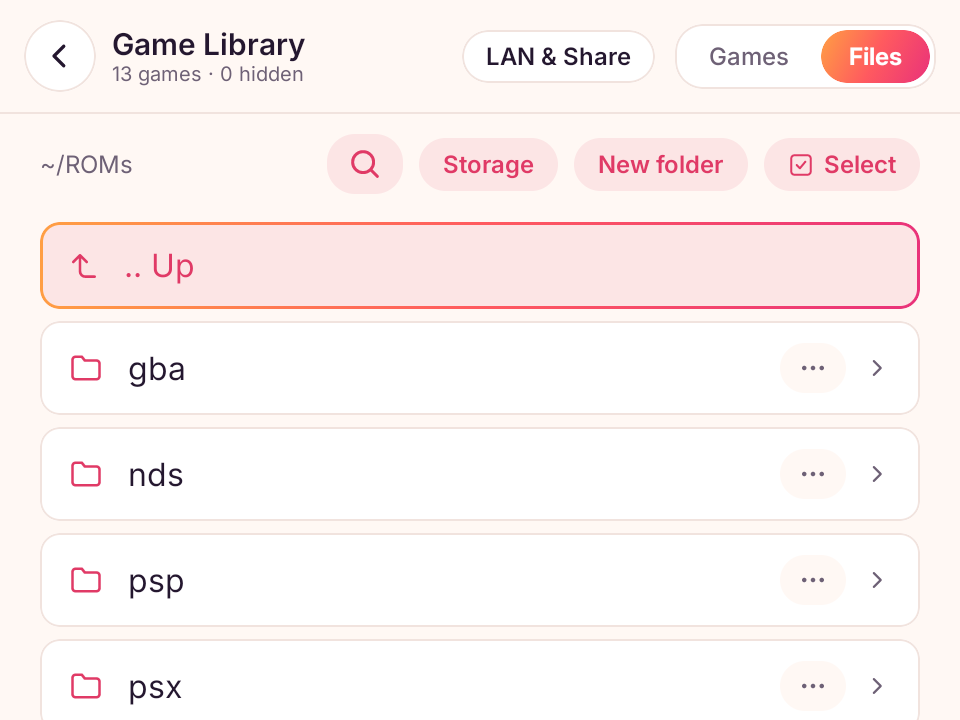 Game Library
13 games · 0 hidden
LAN & Share
Games
Files
~/ROMs
Storage
New folder
Select
.. Up
gba
nds
psp
psx